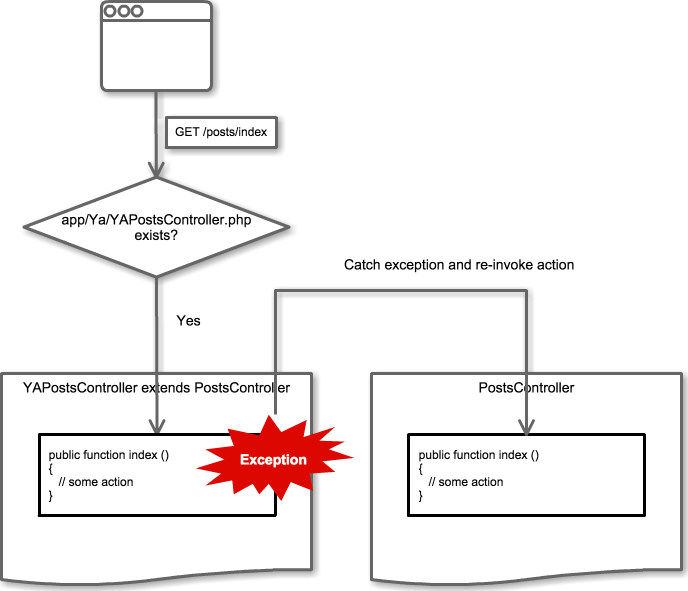 GET /posts/index
app/Ya/YAPostsController.php
exists?
Catch exception and re-invoke action
Yes
YAPostsController extends PostsController
public function index ()
{
// some action
}
Exception
PostsController
public function index ()
{
// some action
}